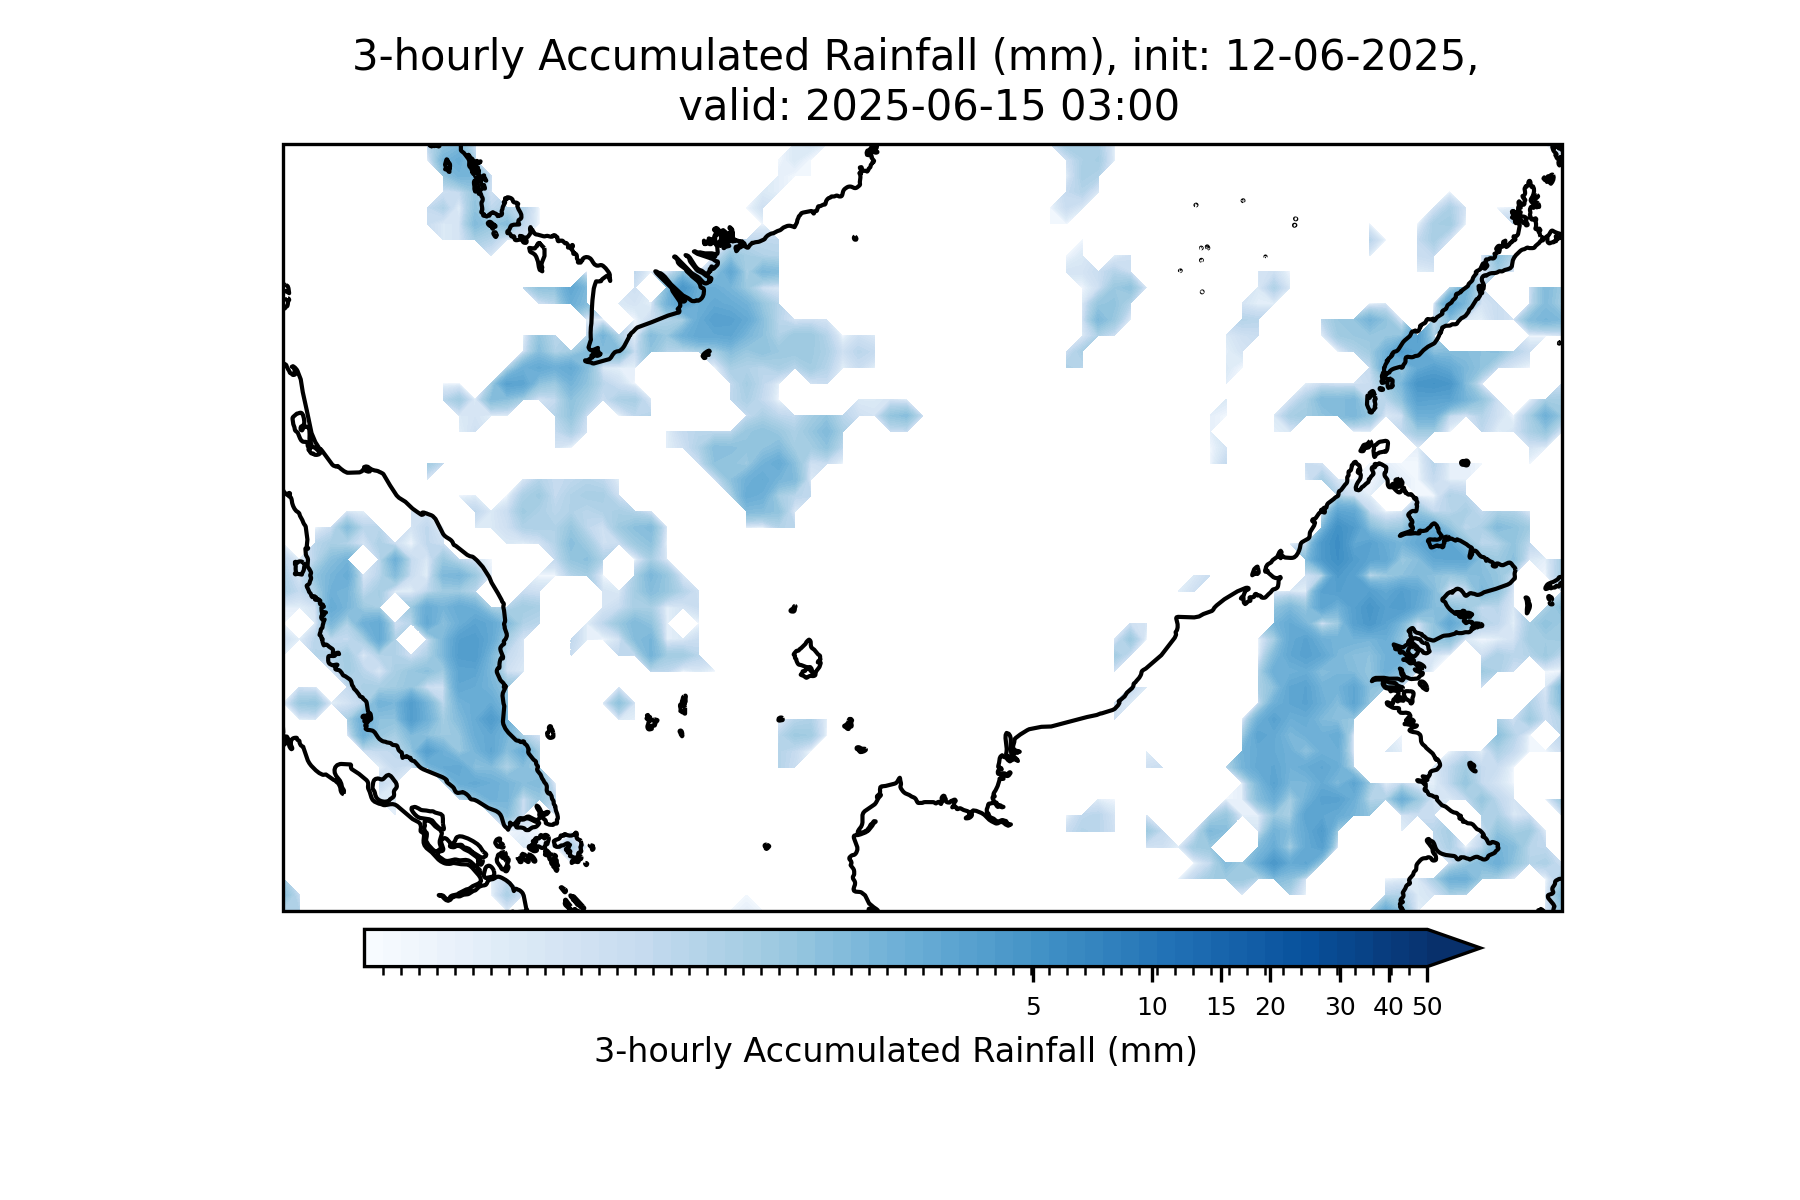 3-hourly Accumulated Rainfall (mm), init: 12-06-2025,
valid: 2025-06-15 03:00
5 10 15 20 30 40 50
3-hourly Accumulated Rainfall (mm)